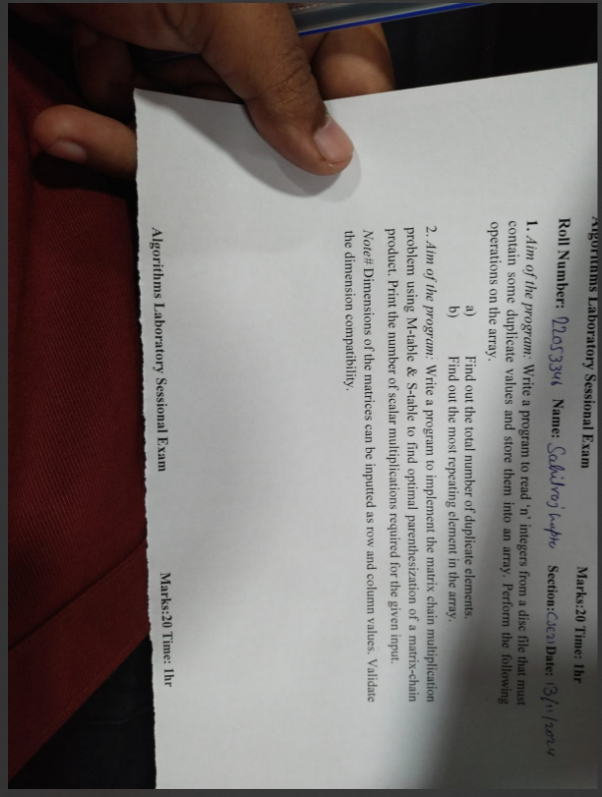 Algorithms Laboratory Sessional Exam Marks:20 Time: 1hr
Roll Number: 22053346 Name: Section: Date: 13/11/2024
1. Aim of the program: Write a program to read 'n' integers from a disc file that must
contain some duplicate values and store them into an array. Perform the following
operations on the array.
a) Find out the total number of duplicate elements.
b) Find out the most repeating element in the array.
2. Aim of the program: Write a program to implement the matrix chain multiplication
problem using M-table & S-table to find optimal parenthesization of a matrix-chain
product. Print the number of scalar multiplications required for the given input.
Note# Dimensions of the matrices can be inputted as row and column values. Validate
the dimension compatibility.
Algorithms Laboratory Sessional Exam Marks:20 Time: 1hr